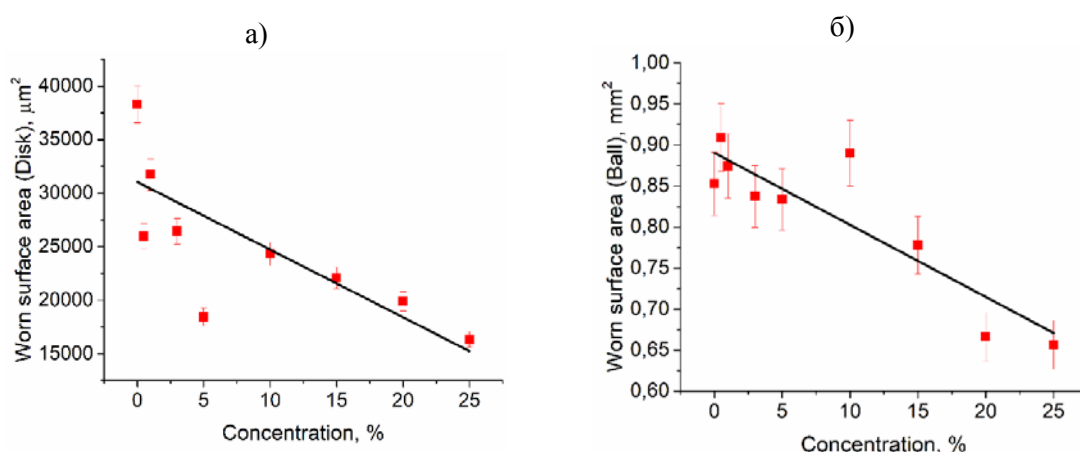 а)
Worn surface area (Disk), µm²
40000
35000
30000
25000
20000
15000
0 5 10 15 20 25
Concentration, %
б)
Worn surface area (Ball), mm²
1,00
0,95
0,90
0,85
0,80
0,75
0,70
0,65
0,60
0 5 10 15 20 25
Concentration, %